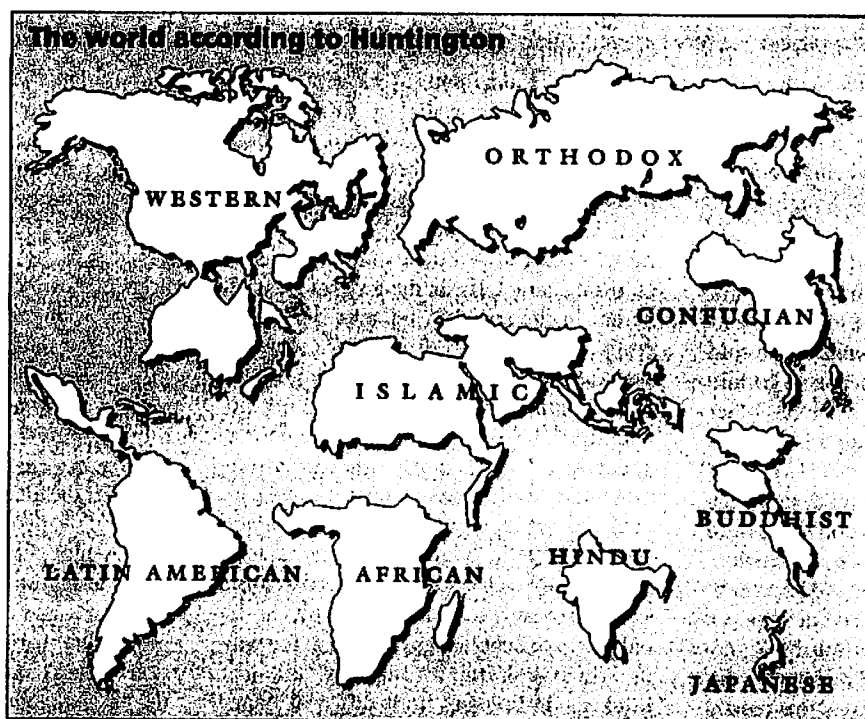 The world according to Huntington
ORTHODOX
WESTERN
CONFUCIAN
ISLAMIC
BUDDHIST
HINDU
LATIN AMERICAN
AFRICAN
JAPANESE